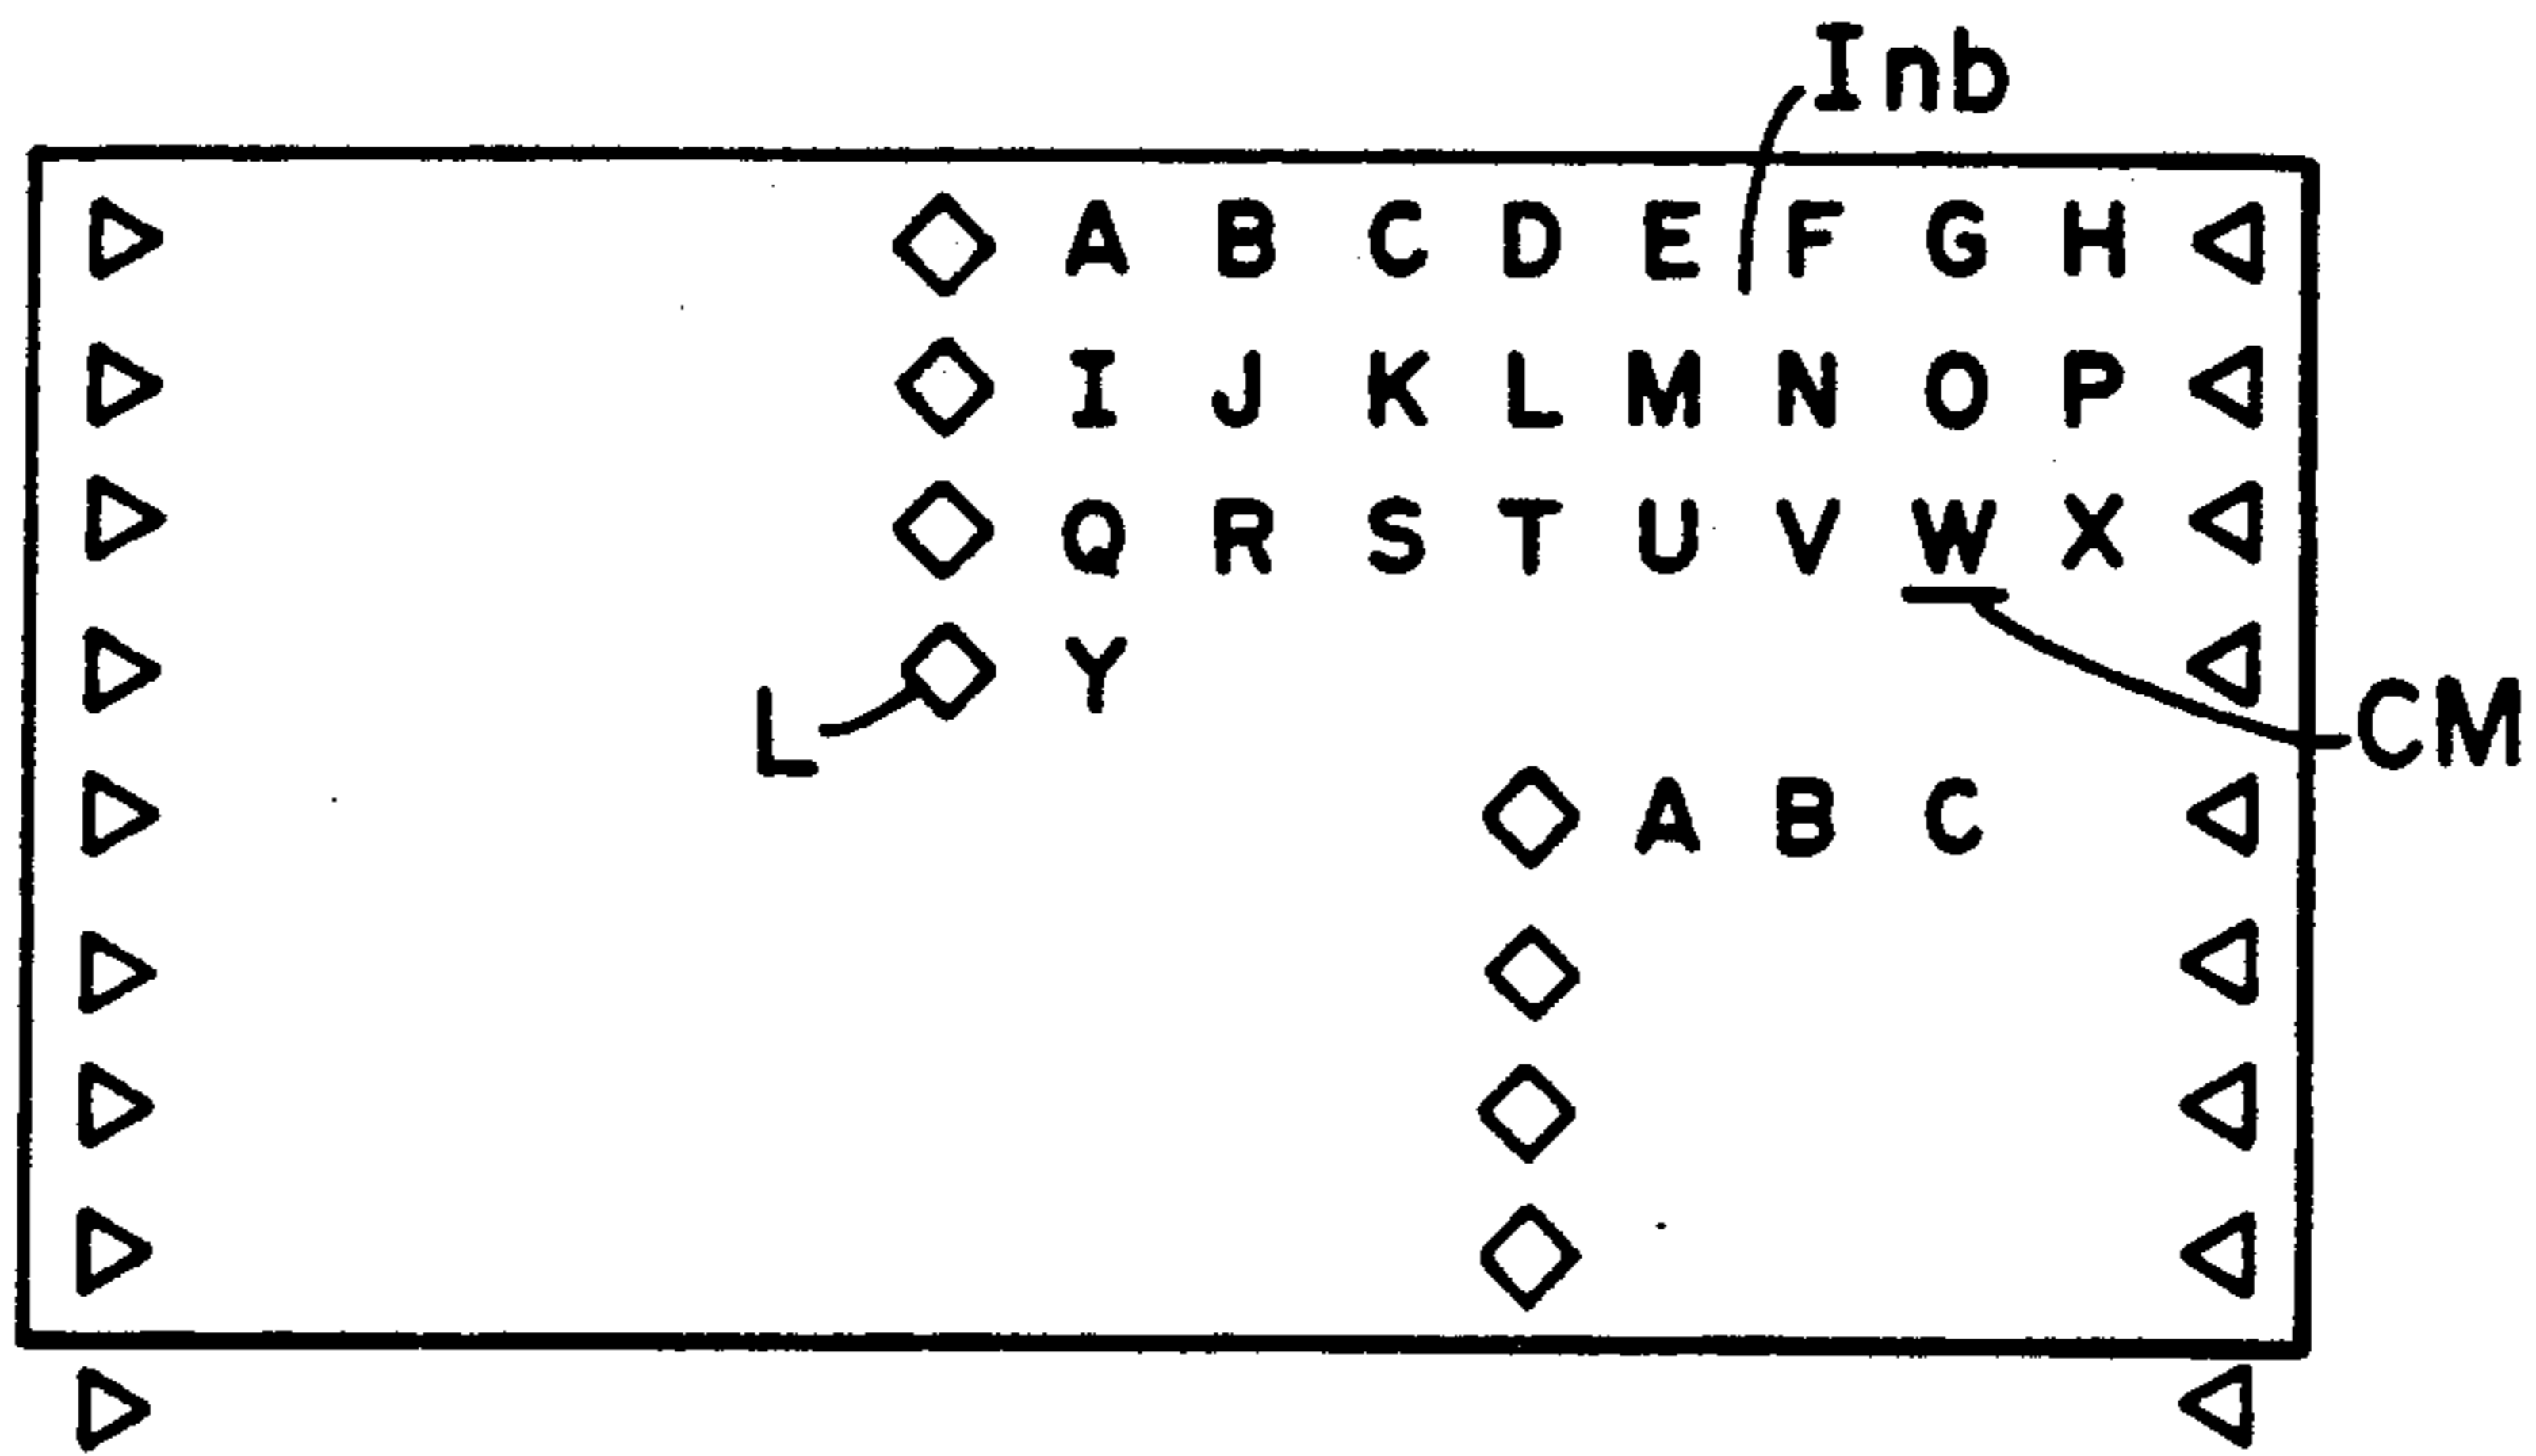 Inb
A B C D E F G H
I J K L M N O P
Q R S T U V W X
Y
L
CM
A B C